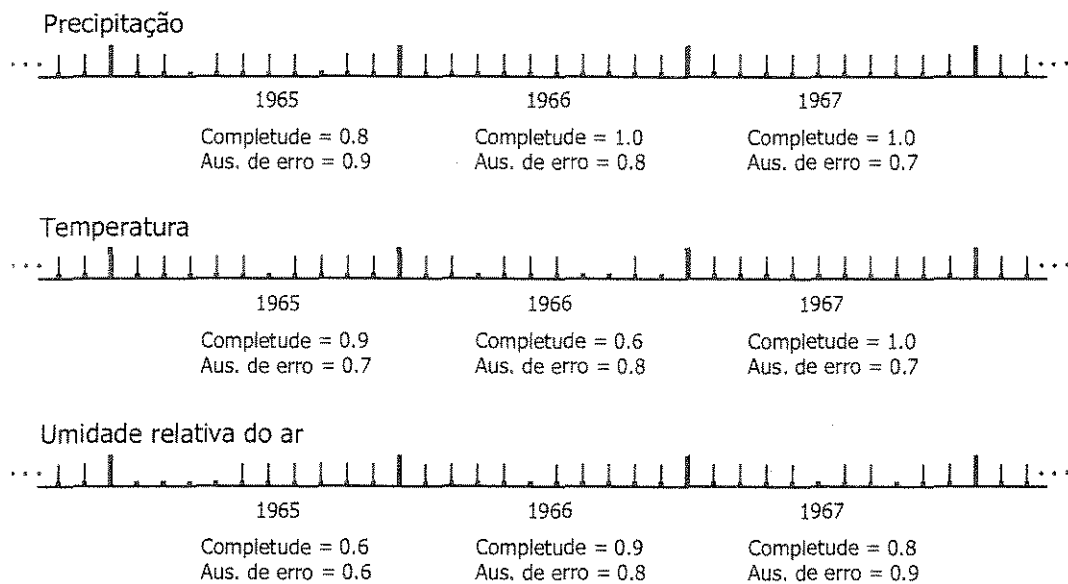 Precipitação
1965 1966 1967
Completude = 0.8 Completude = 1.0 Completude = 1.0
Aus. de erro = 0.9 Aus. de erro = 0.8 Aus. de erro = 0.7
Temperatura
1965 1966 1967
Completude = 0.9 Completude = 0.6 Completude = 1.0
Aus. de erro = 0.7 Aus. de erro = 0.8 Aus. de erro = 0.7
Umidade relativa do ar
1965 1966 1967
Completude = 0.6 Completude = 0.9 Completude = 0.8
Aus. de erro = 0.6 Aus. de erro = 0.8 Aus. de erro = 0.9